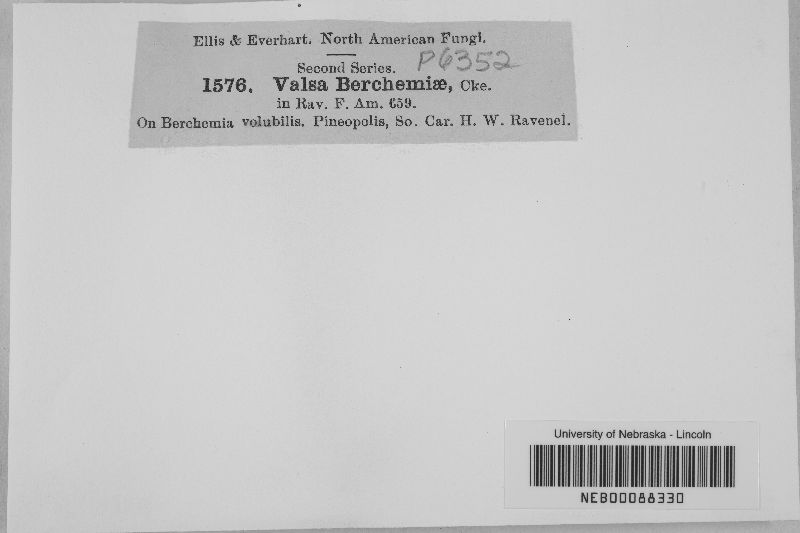 Ellis & Everhart. North American Fungi.
Second Series. P6352
1576. Valsa Berchemiæ, Cke.
in Rav. F. Am. 659.
On Berchemia volubilis. Pineopolis, So. Car. H. W. Ravenel.
University of Nebraska - Lincoln
NEB00088330